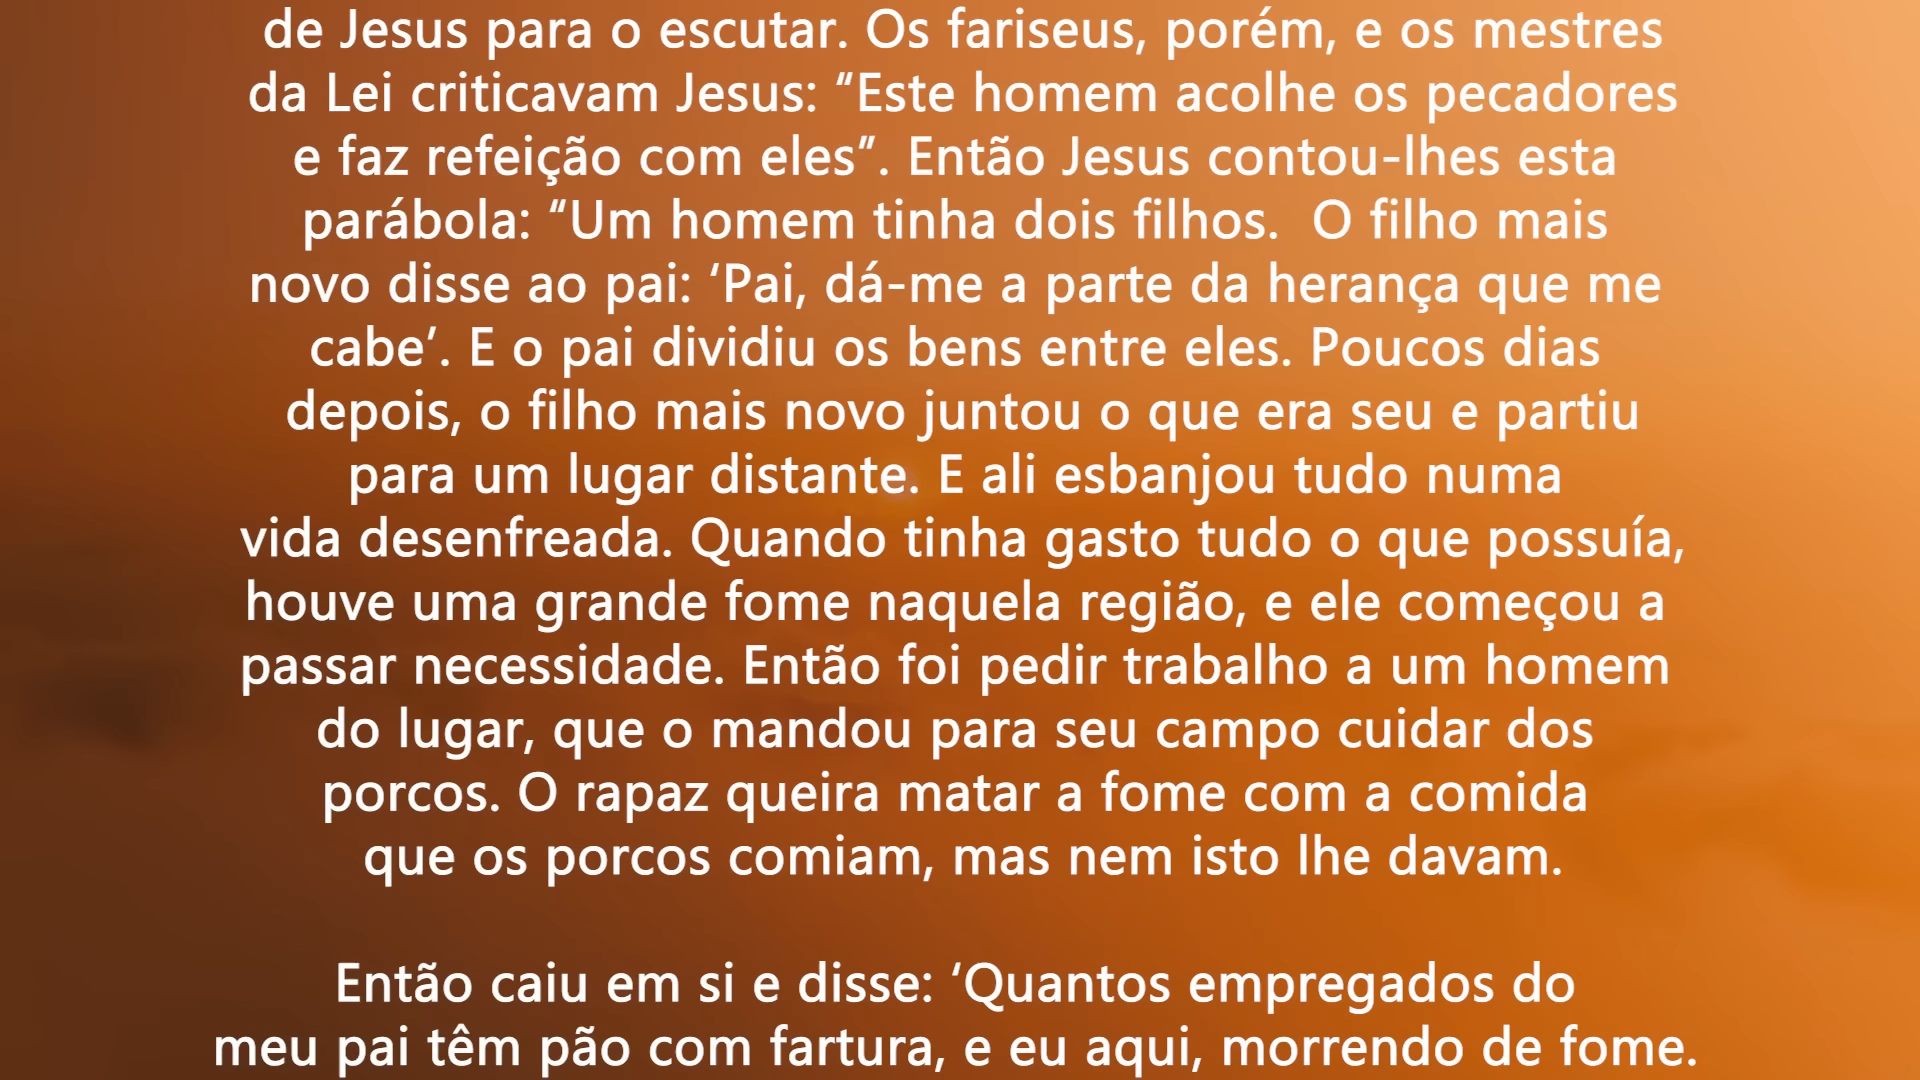 de Jesus para o escutar. Os fariseus, porém, e os mestres
da Lei criticavam Jesus: “Este homem acolhe os pecadores
e faz refeição com eles”. Então Jesus contou-lhes esta
parábola: “Um homem tinha dois filhos.  O filho mais
novo disse ao pai: ‘Pai, dá-me a parte da herança que me
cabe’. E o pai dividiu os bens entre eles. Poucos dias
depois, o filho mais novo juntou o que era seu e partiu
para um lugar distante. E ali esbanjou tudo numa
vida desenfreada. Quando tinha gasto tudo o que possuía,
houve uma grande fome naquela região, e ele começou a
passar necessidade. Então foi pedir trabalho a um homem
do lugar, que o mandou para seu campo cuidar dos
porcos. O rapaz queira matar a fome com a comida
que os porcos comiam, mas nem isto lhe davam.
Então caiu em si e disse: ‘Quantos empregados do
meu pai têm pão com fartura, e eu aqui, morrendo de fome.